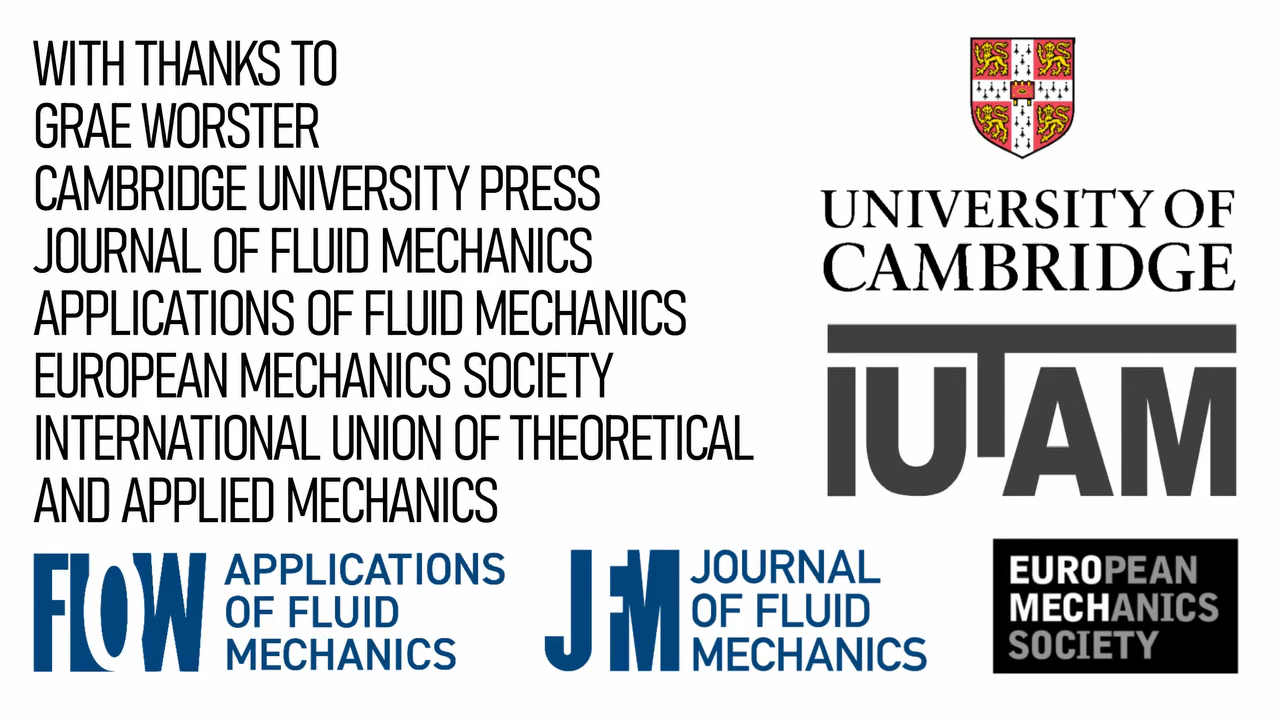 WITH THANKS TO
GRAE WORSTER
CAMBRIDGE UNIVERSITY PRESS
JOURNAL OF FLUID MECHANICS
APPLICATIONS OF FLUID MECHANICS
EUROPEAN MECHANICS SOCIETY
INTERNATIONAL UNION OF THEORETICAL
AND APPLIED MECHANICS
UNIVERSITY OF
CAMBRIDGE
IUTAM
FLOW
APPLICATIONS
OF FLUID
MECHANICS
JFM
JOURNAL
OF FLUID
MECHANICS
EUROPEAN
MECHANICS
SOCIETY